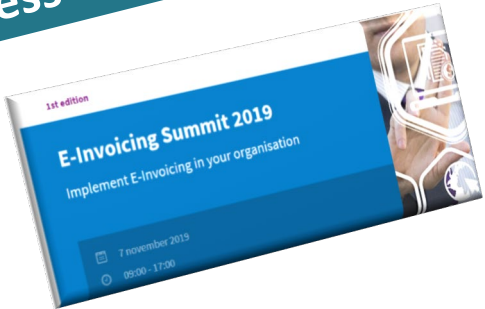 ess
1st edition
E-Invoicing Summit 2019
Implement E-Invoicing in your organisation
7 november 2019
09:00 - 17:00